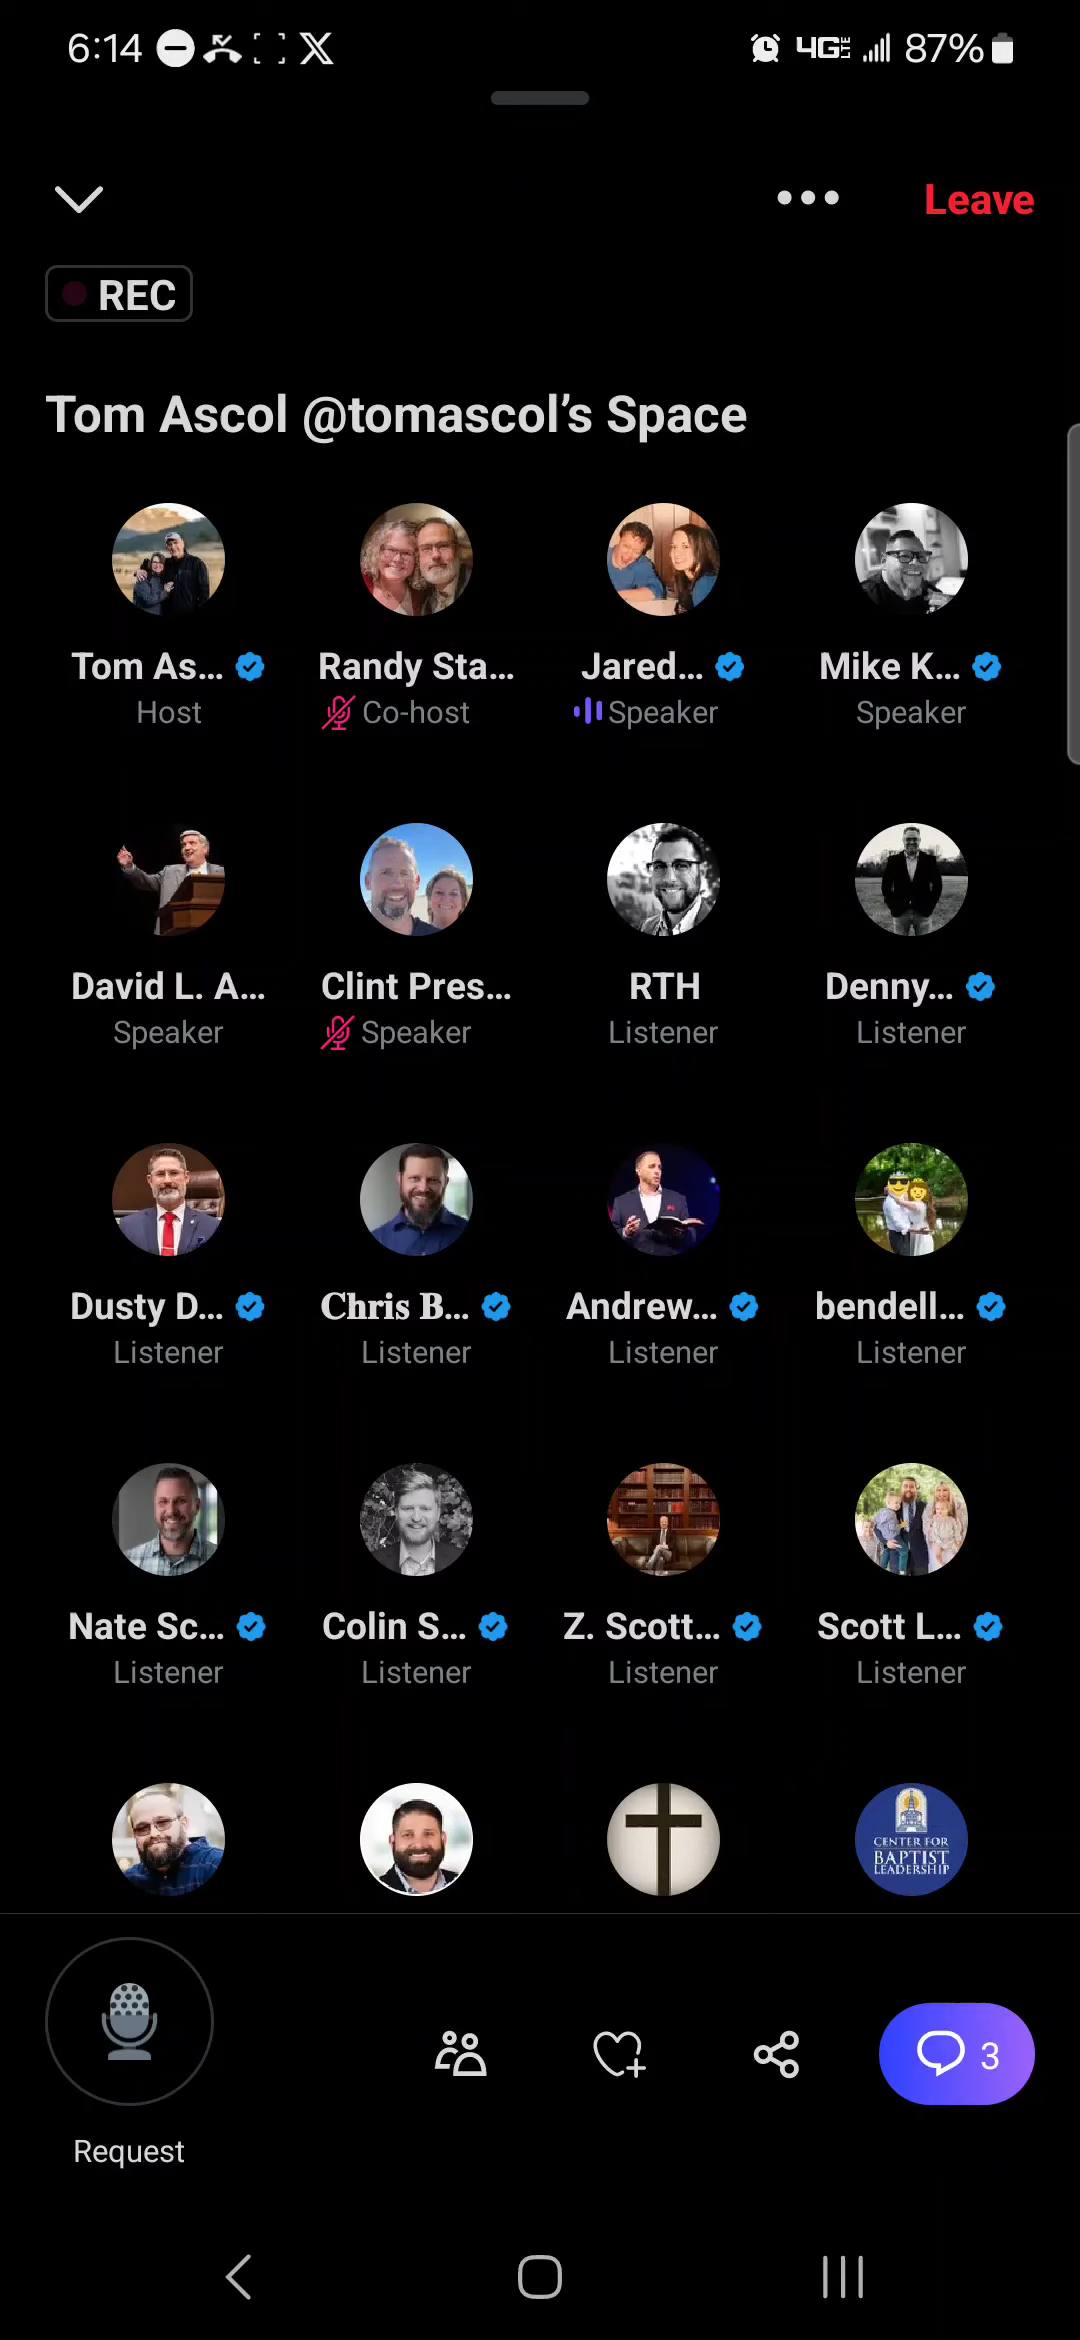 6:14 4G LTE 87%
Leave
REC
Tom Ascol @tomascol’s Space
Tom As... Randy Sta... Jared... Mike K...
Host Co-host Speaker Speaker
David L. A... Clint Pres... RTH Denny...
Speaker Speaker Listener Listener
Dusty D... Chris B... Andrew... bendell...
Listener Listener Listener Listener
Nate Sc... Colin S... Z. Scott... Scott L...
Listener Listener Listener Listener
CENTER FOR
BAPTIST
LEADERSHIP
3
Request